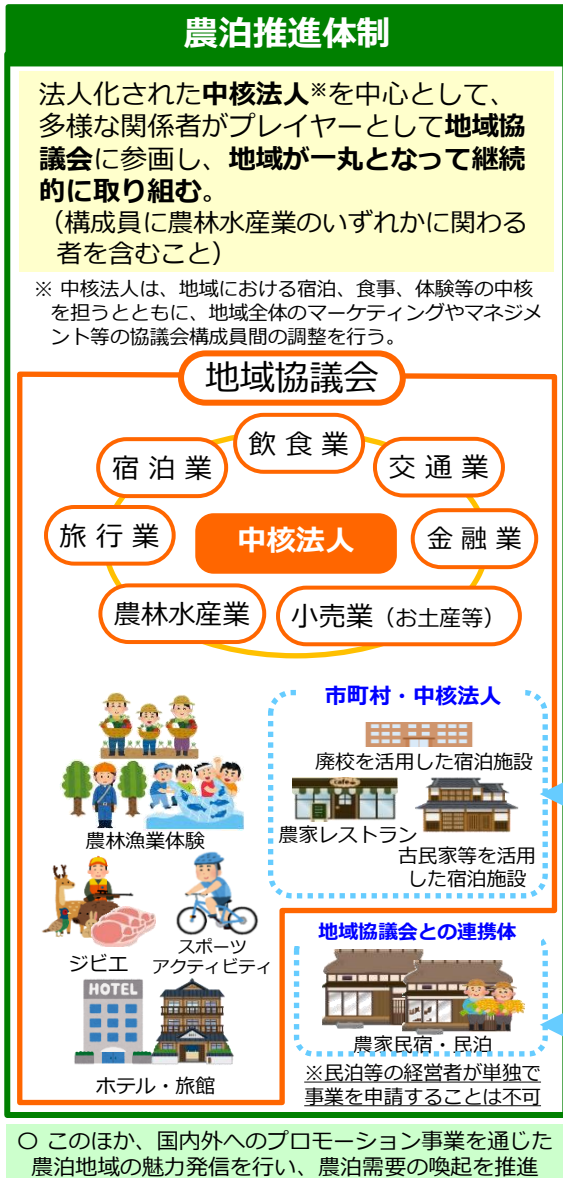 農泊推進体制
法人化された中核法人※を中心として、
多様な関係者がプレイヤーとして地域協
議会に参画し、地域が一丸となって継続
的に取り組む。
（構成員に農林水産業のいずれかに関わる
者を含むこと）
※ 中核法人は、地域における宿泊、食事、体験等の中核
を担うとともに、地域全体のマーケティングやマネジメ
ント等の協議会構成員間の調整を行う。
地域協議会
飲 食 業
宿 泊 業
交 通 業
旅 行 業
中核法人
金 融 業
農林水産業
小売業（お土産等）
市町村・中核法人
廃校を活用した宿泊施設
農家レストラン
古民家等を活用
した宿泊施設
農林漁業体験
ジビエ
スポーツ
アクティビティ
HOTEL
ホテル・旅館
地域協議会との連携体
農家民宿・民泊
※民泊等の経営者が単独で
事業を申請することは不可
〇 このほか、国内外へのプロモーション事業を通じた
農泊地域の魅力発信を行い、農泊需要の喚起を推進